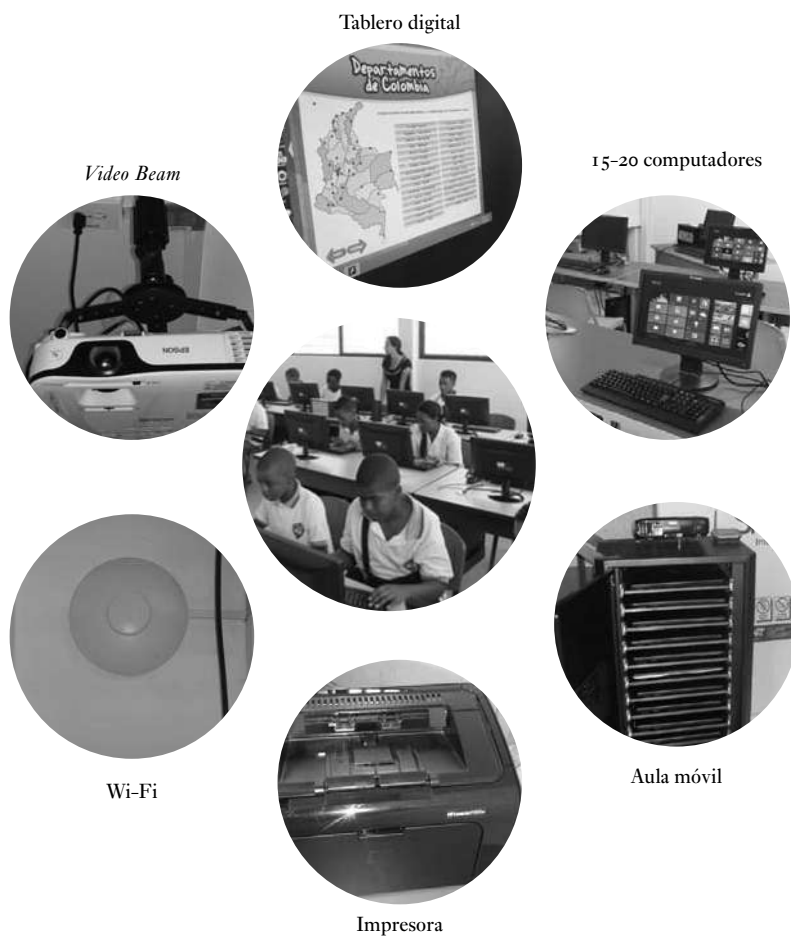 Tablero digital
Departamentos
de Colombia
Video Beam
15-20 computadores
EPSON
Wi-Fi
Aula móvil
Impresora